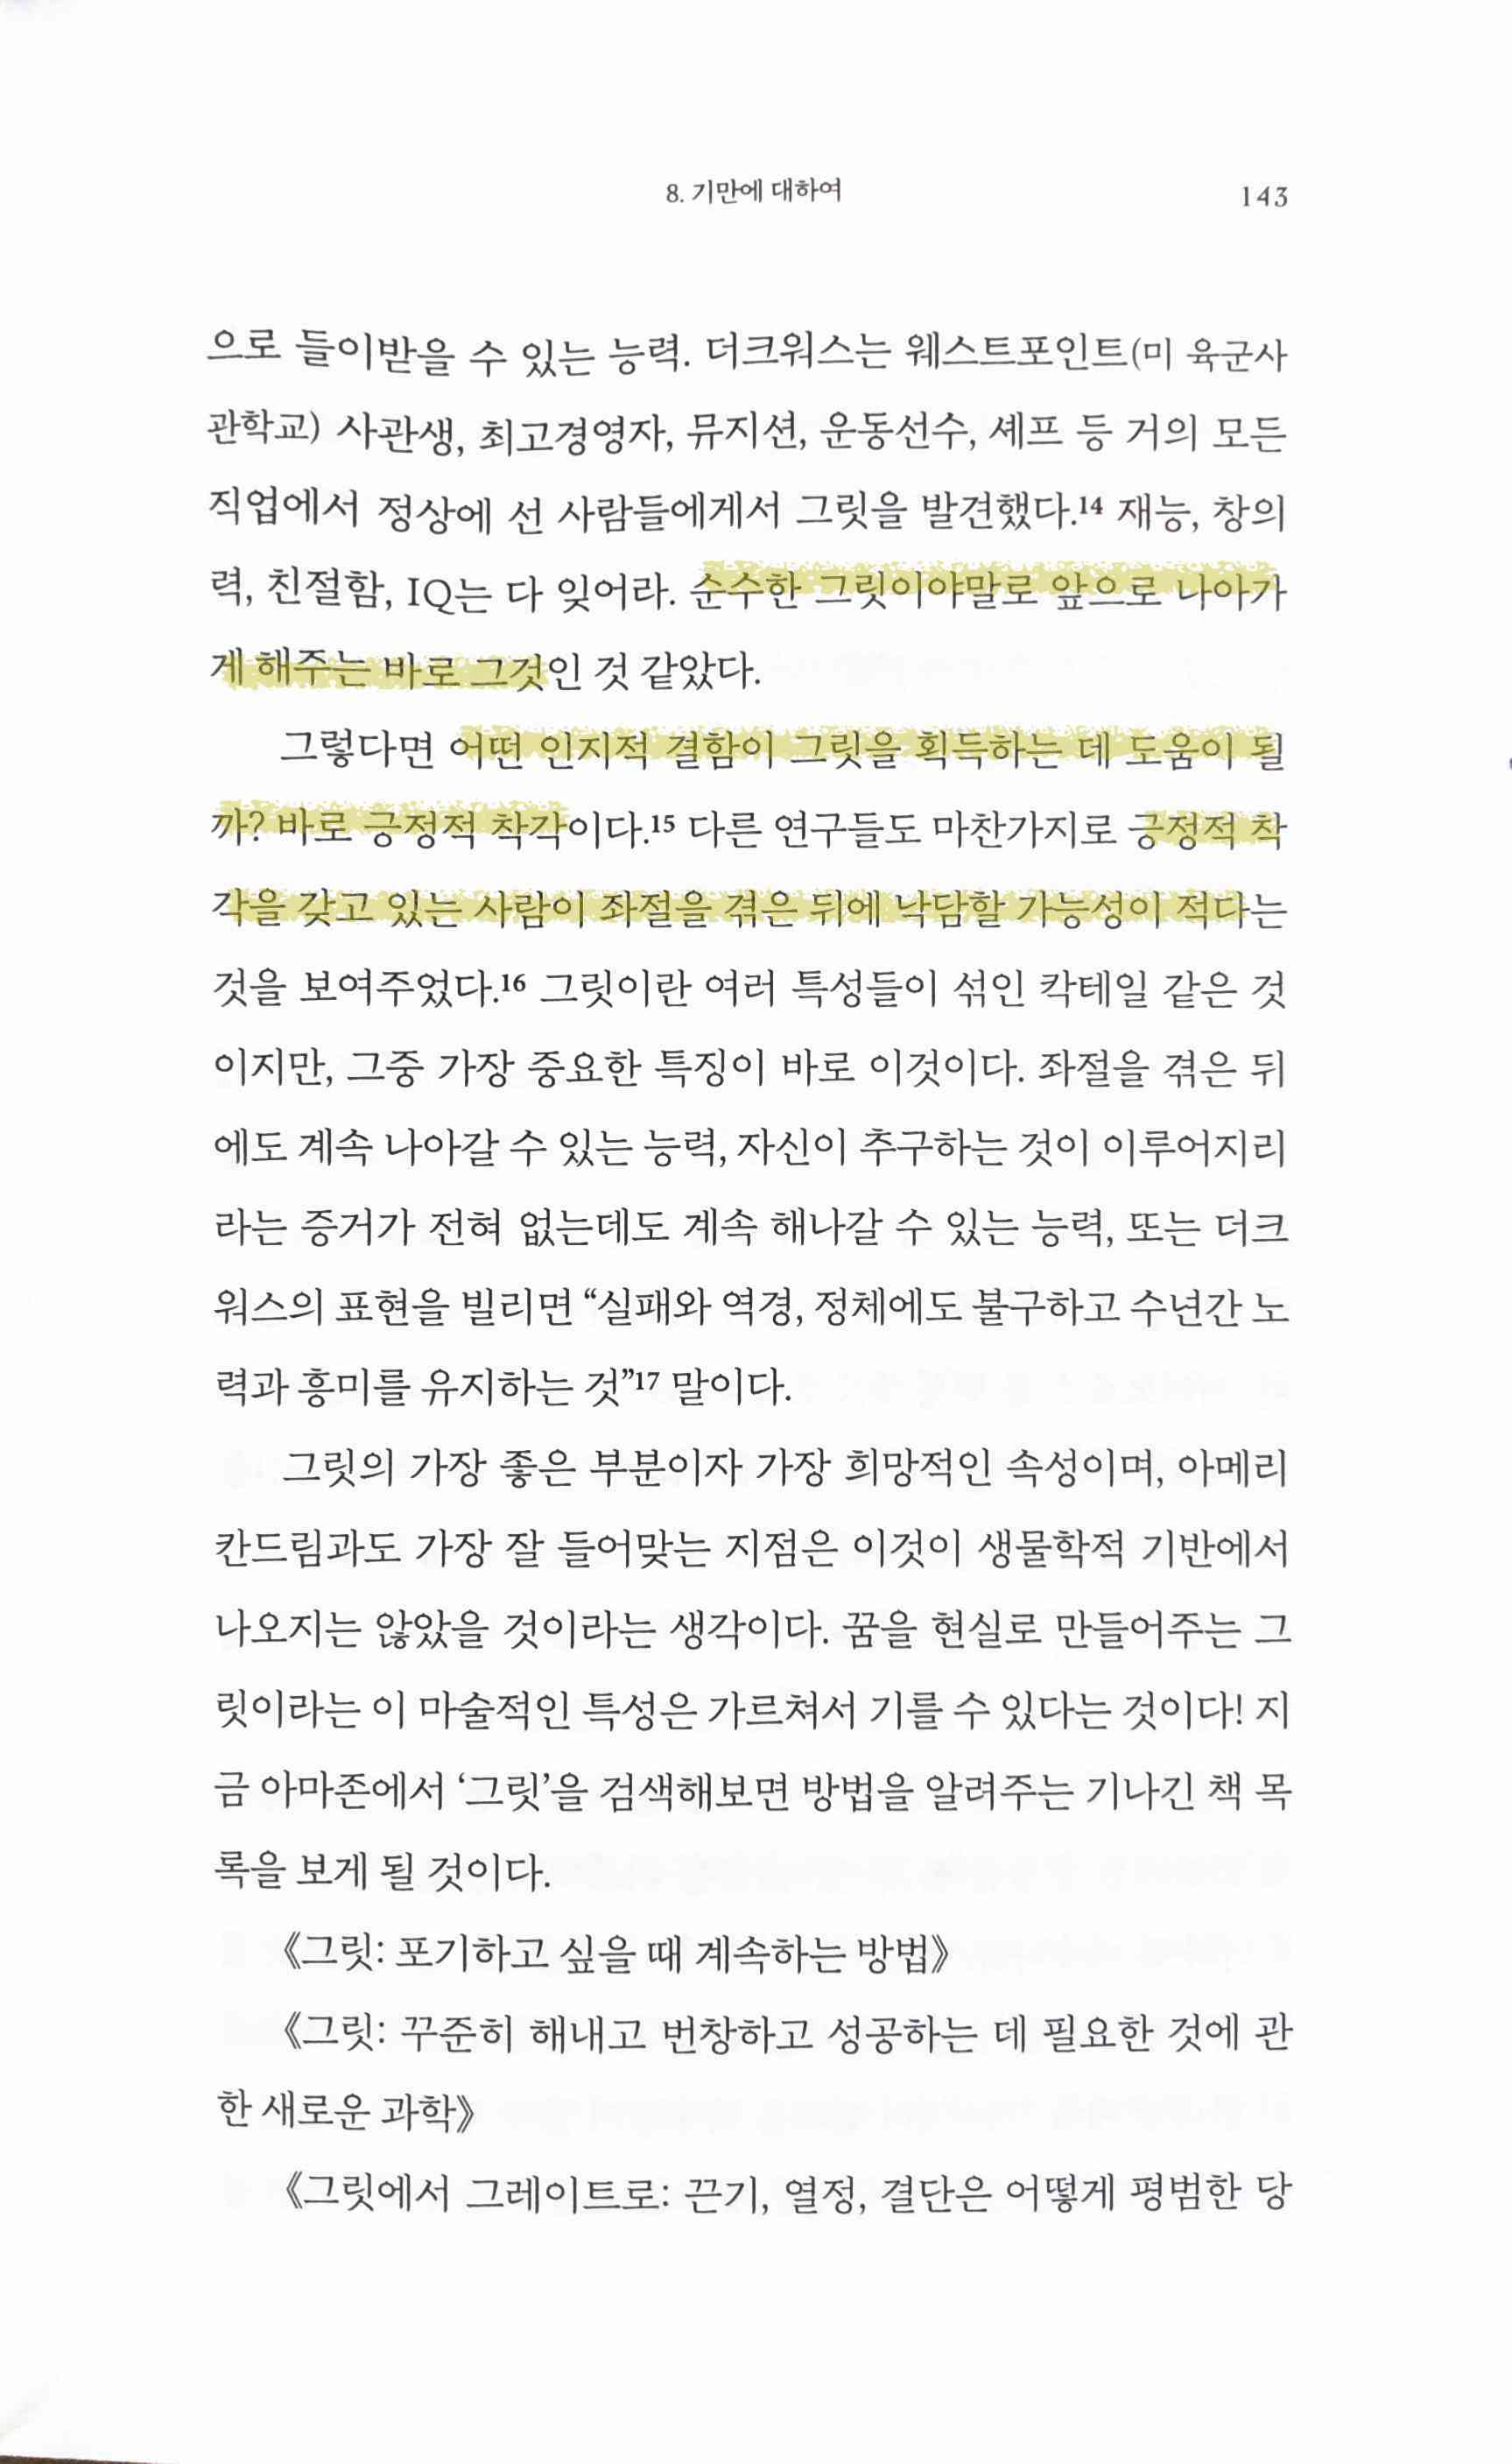 8. 기만에 대하여
143
으로 들이받을 수 있는 능력. 더크워스는 웨스트포인트(미 육군사
관학교) 사관생, 최고경영자, 뮤지션, 운동선수, 셰프 등 거의 모든
직업에서 정상에 선 사람들에게서 그릿을 발견했다.14 재능, 창의
력, 친절함, IQ는 다 잊어라. 순수한 그릿이야말로 앞으로 나아가
게 해주는 바로 그것인 것 같았다.
그렇다면 어떤 인지적 결함이 그릿을 획득하는 데 도움이 될
까? 바로 긍정적 착각이다.15 다른 연구들도 마찬가지로 긍정적 착
각을 갖고 있는 사람이 좌절을 겪은 뒤에 낙담할 가능성이 적다는
것을 보여주었다.16 그릿이란 여러 특성들이 섞인 칵테일 같은 것
이지만, 그중 가장 중요한 특징이 바로 이것이다. 좌절을 겪은 뒤
에도 계속 나아갈 수 있는 능력, 자신이 추구하는 것이 이루어지리
라는 증거가 전혀 없는데도 계속 해나갈 수 있는 능력, 또는 더크
워스의 표현을 빌리면 “실패와 역경, 정체에도 불구하고 수년간 노
력과 흥미를 유지하는 것”17 말이다.
그릿의 가장 좋은 부분이자 가장 희망적인 속성이며, 아메리
칸드림과도 가장 잘 들어맞는 지점은 이것이 생물학적 기반에서
나오지는 않았을 것이라는 생각이다. 꿈을 현실로 만들어주는 그
릿이라는 이 마술적인 특성은 가르쳐서 기를 수 있다는 것이다! 지
금 아마존에서 ‘그릿’을 검색해보면 방법을 알려주는 기나긴 책 목
록을 보게 될 것이다.
《그릿: 포기하고 싶을 때 계속하는 방법》
《그릿: 꾸준히 해내고 번창하고 성공하는 데 필요한 것에 관
한 새로운 과학》
《그릿에서 그레이트로: 끈기, 열정, 결단은 어떻게 평범한 당